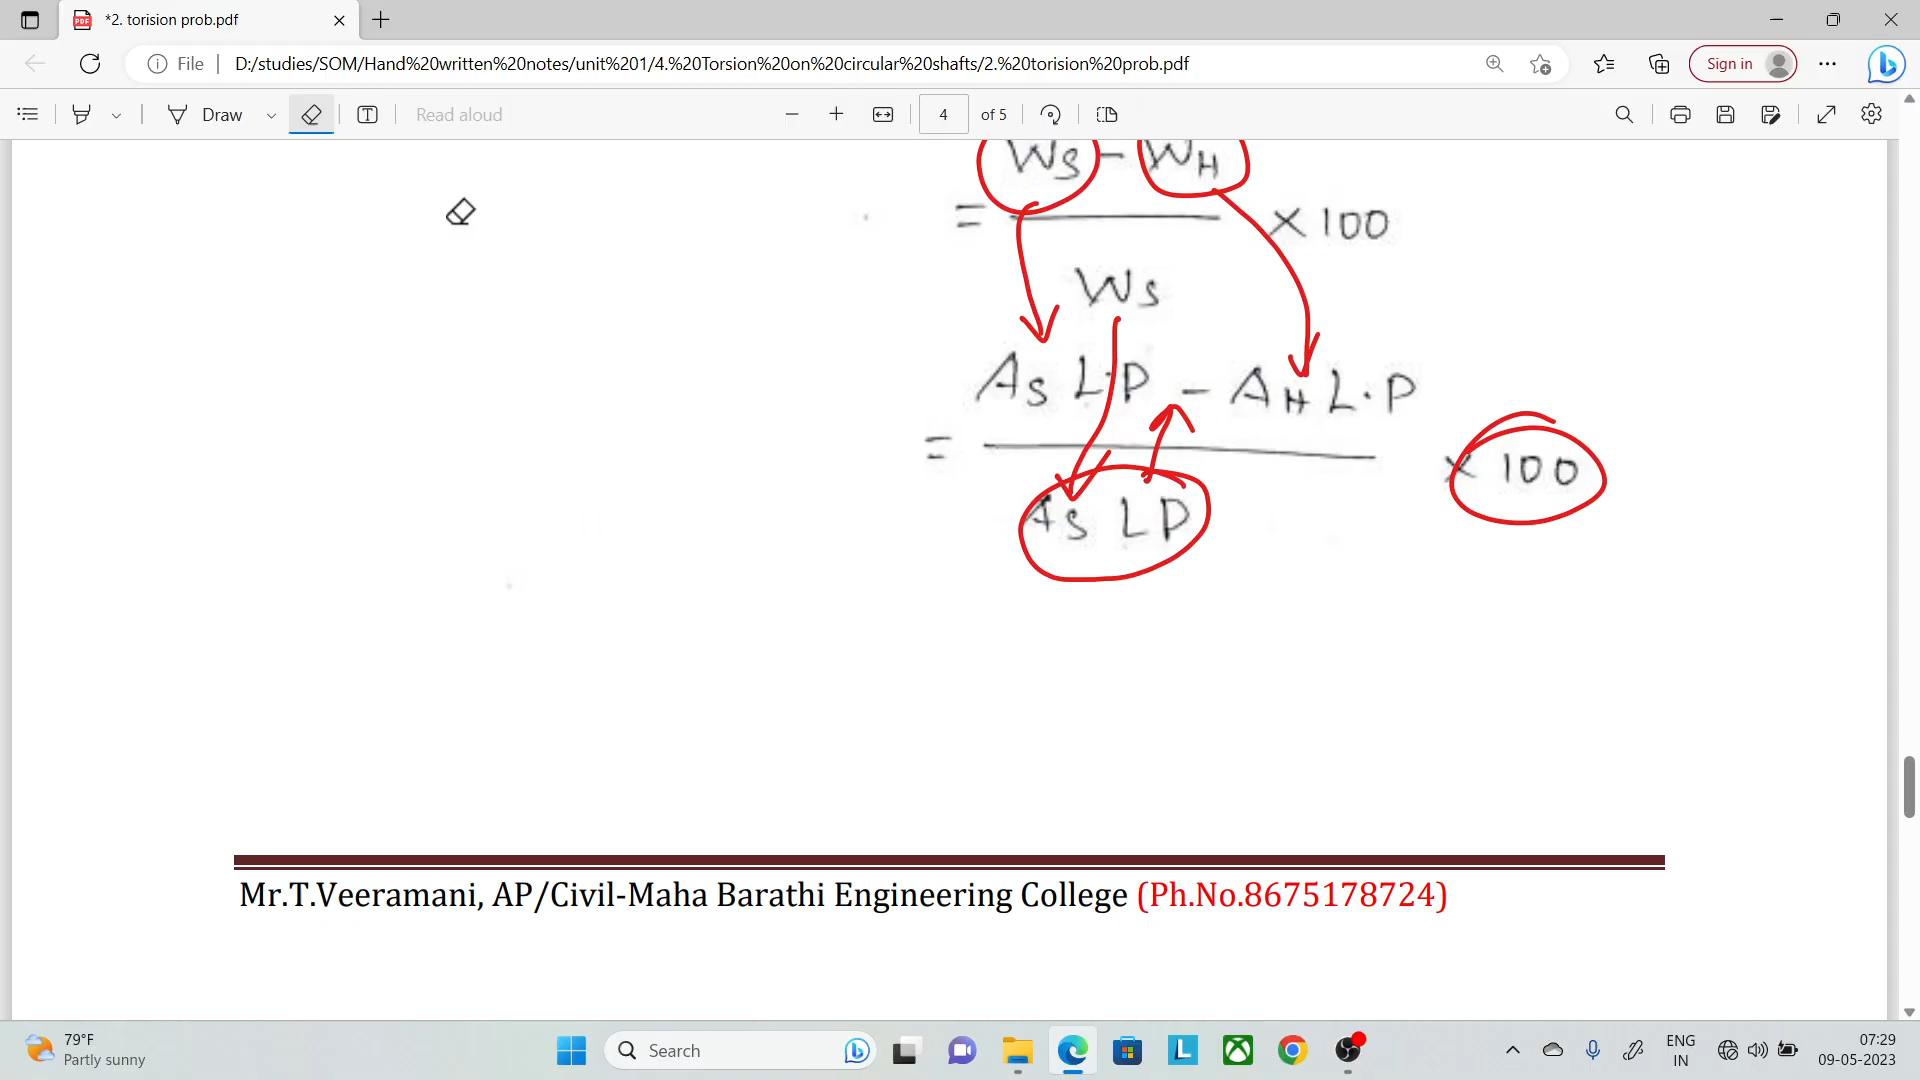 *2. torision prob.pdf
File
D:/studies/SOM/Hand%20written%20notes/unit%201/4.%20Torsion%20on%20circular%20shafts/2.%20torision%20prob.pdf
Sign in
Draw
Read aloud
4 of 5
WS - WH
= × 100
WS
AS L·P - AH L·P
= × 100
AS L P
Mr.T.Veeramani, AP/Civil-Maha Barathi Engineering College (Ph.No.8675178724)
79°F
Partly sunny
Search
ENG
IN
07:29
09-05-2023